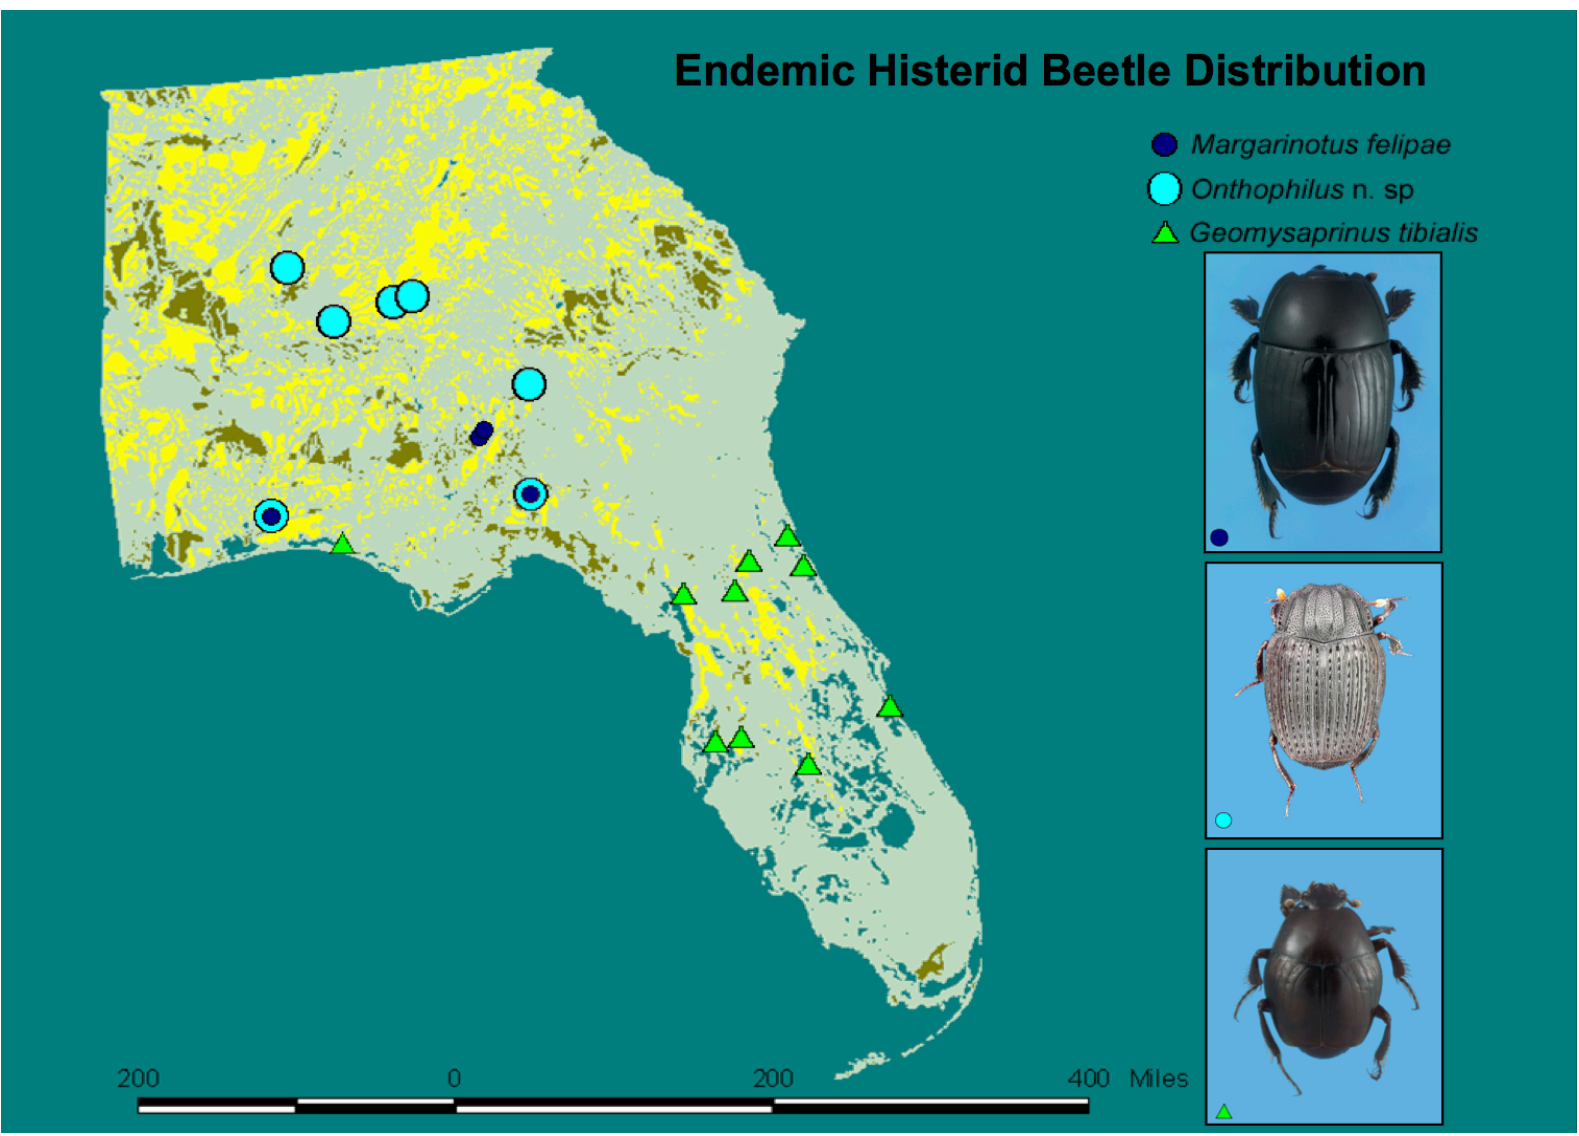 Endemic Histerid Beetle Distribution
Margarinotus felipae
Onthophilus n. sp
Geomysaprinus tibialis
200 0 200 400 Miles